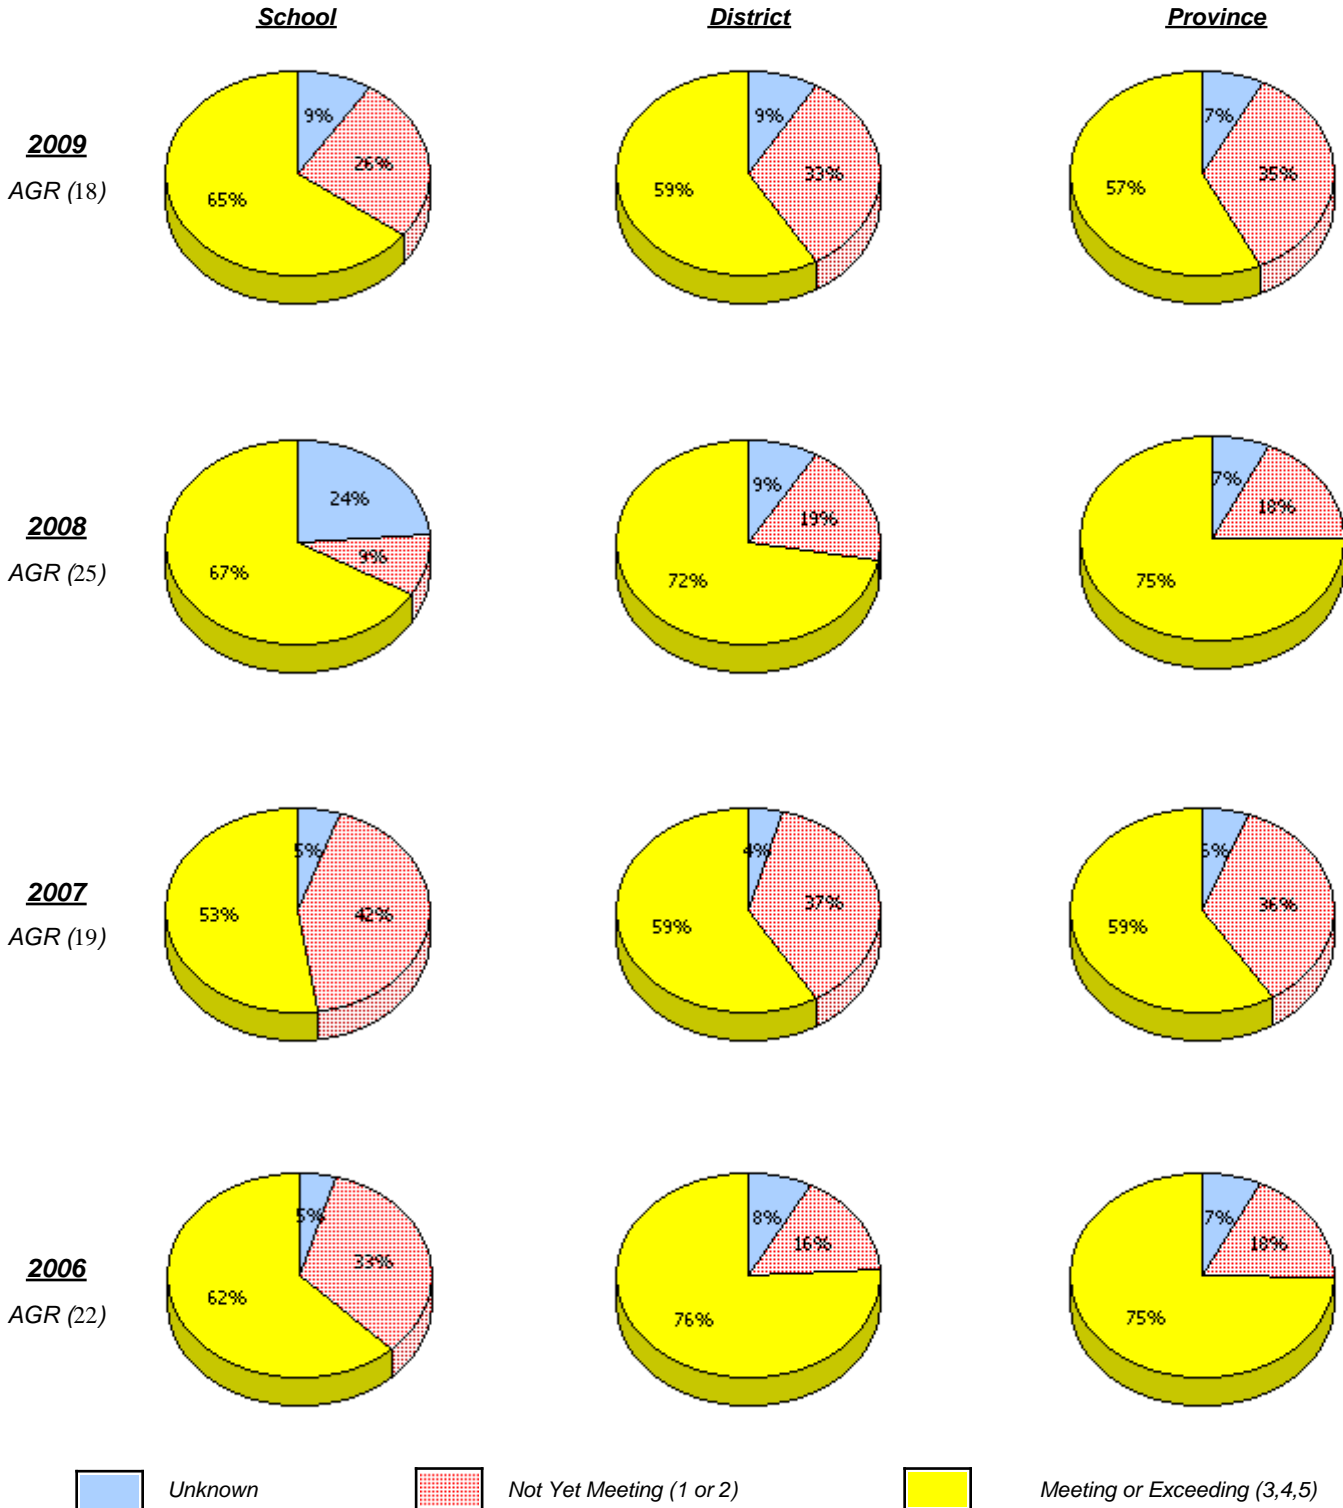 School District Province
2009
AGR (18)
9% 26% 65%
9% 33% 59%
7% 35% 57%
2008
AGR (25)
24% 9% 67%
9% 19% 72%
7% 18% 75%
2007
AGR (19)
5% 42% 53%
4% 37% 59%
36% 59%
2006
AGR (22)
5% 33% 62%
8% 16% 76%
7% 18% 75%
Unknown Not Yet Meeting (1 or 2) Meeting or Exceeding (3,4,5)